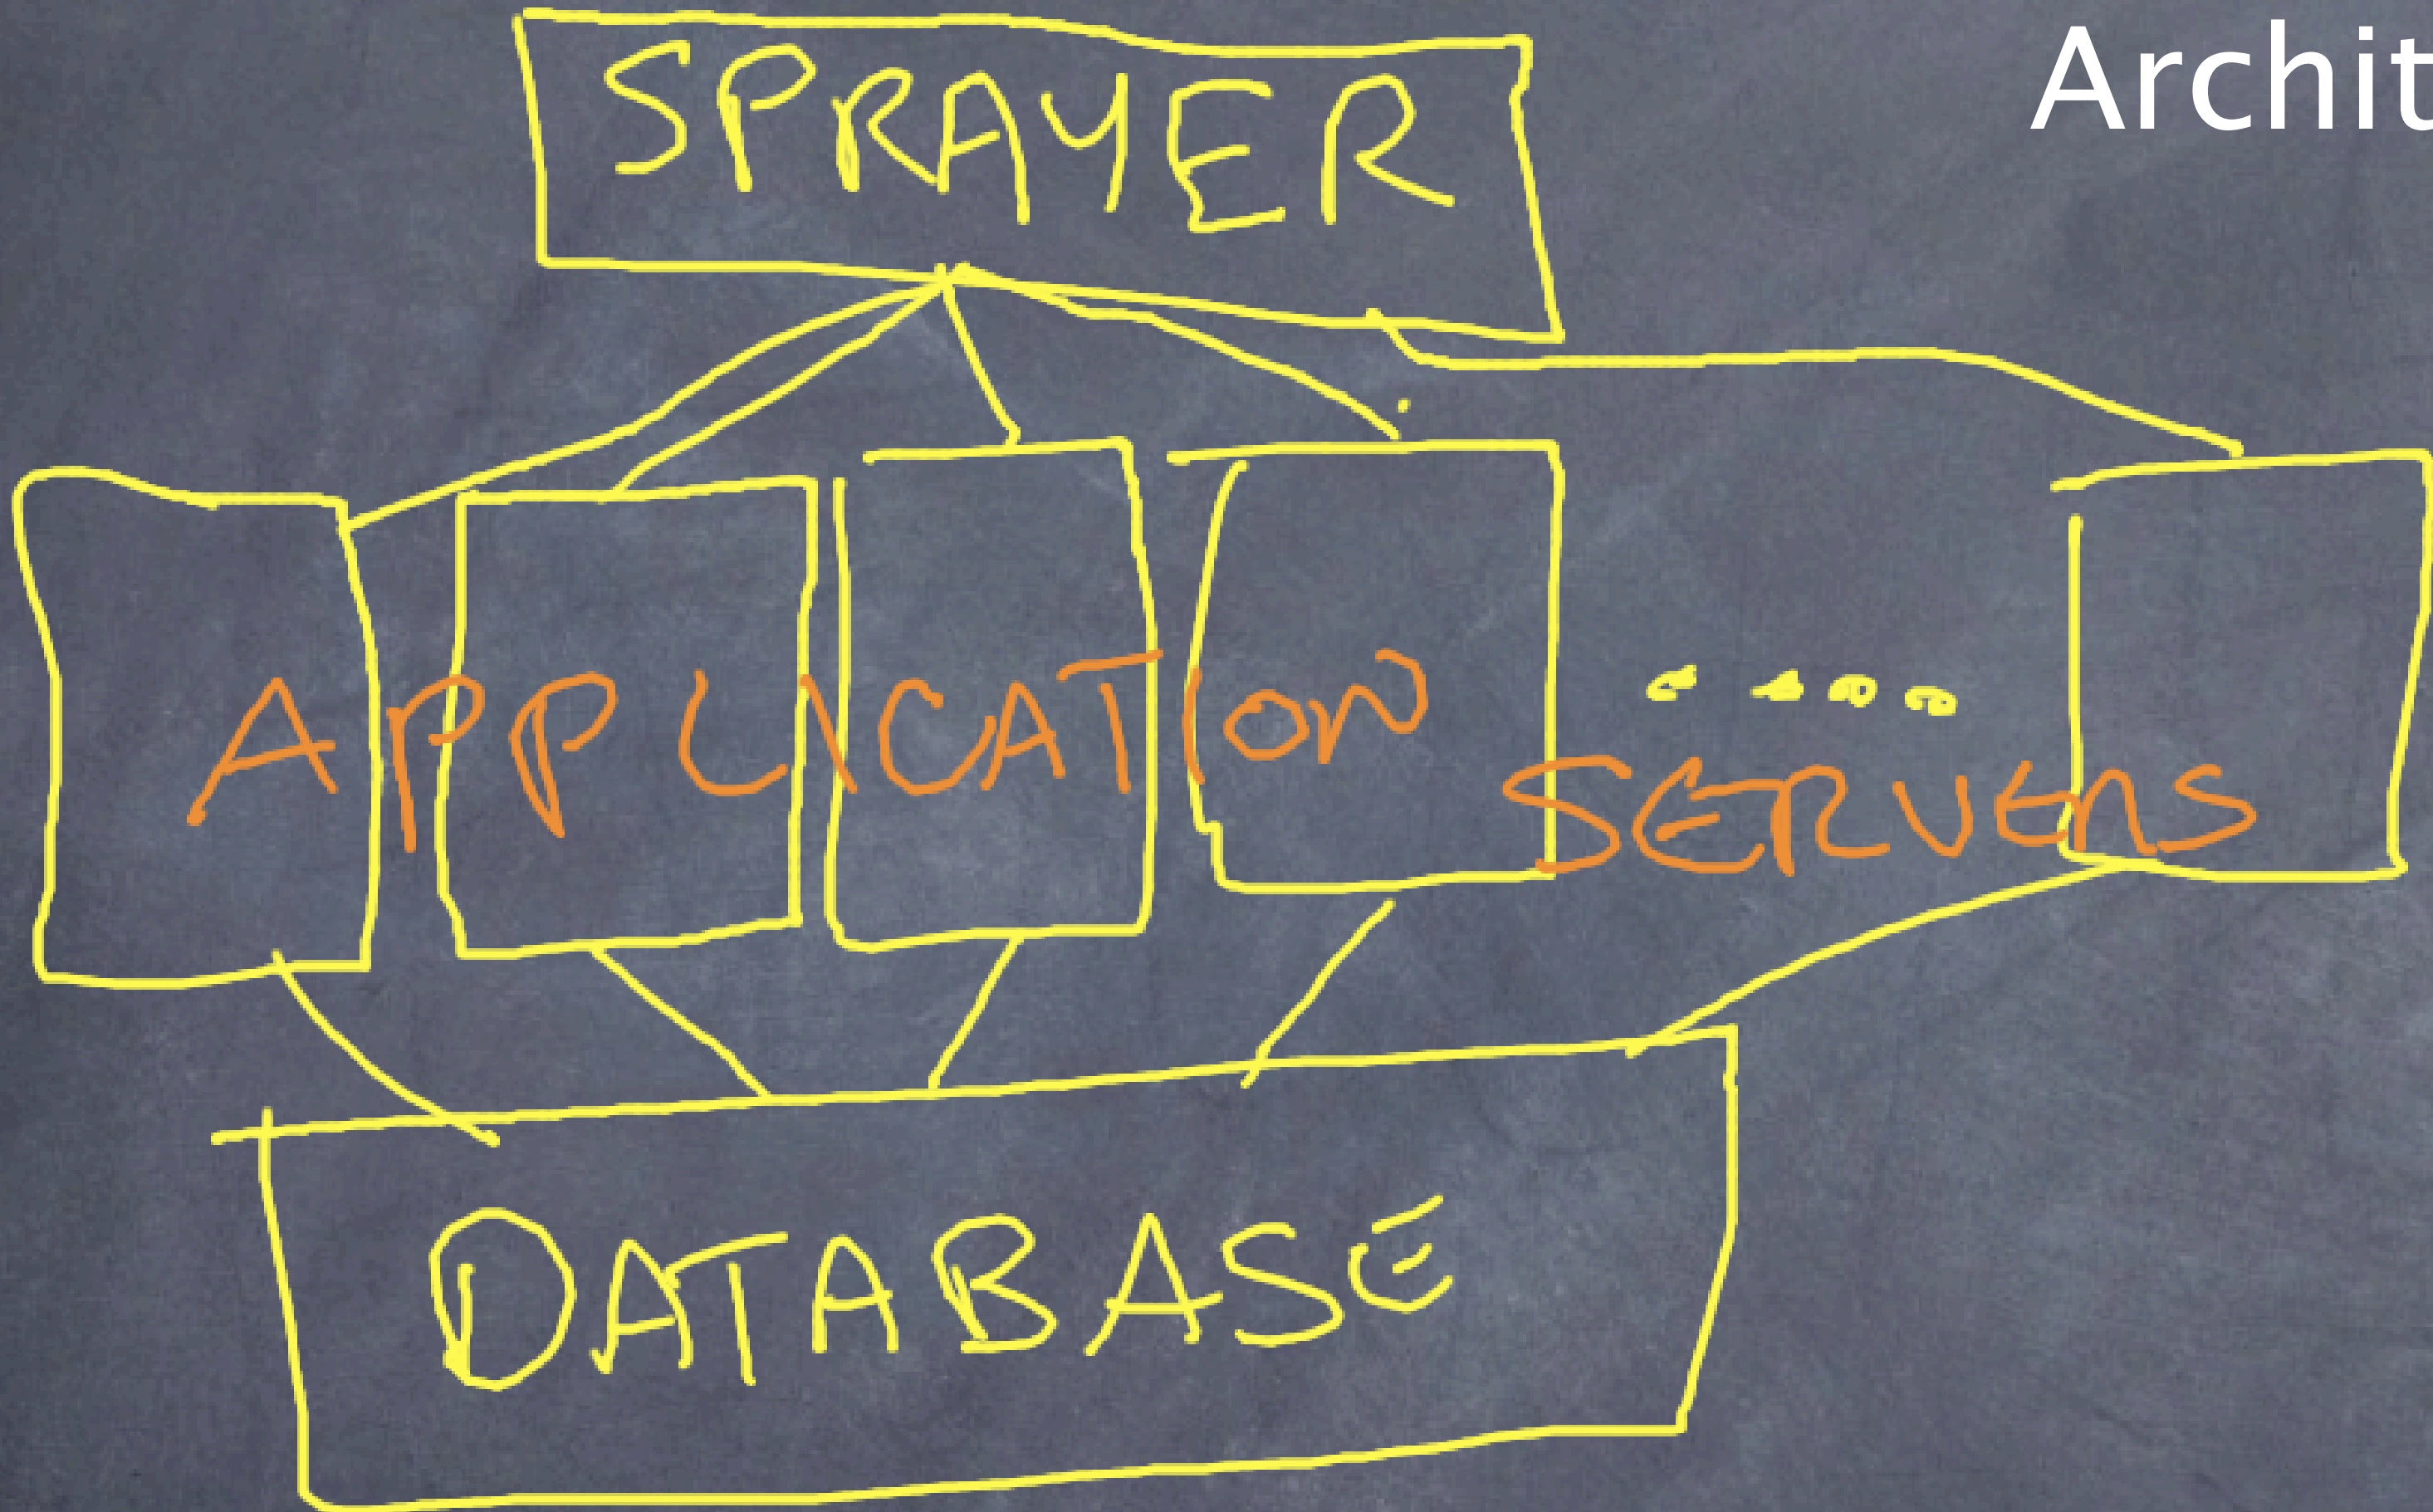 Archit
SPRAYER
APPLICATION
SERVERS
DATABASE